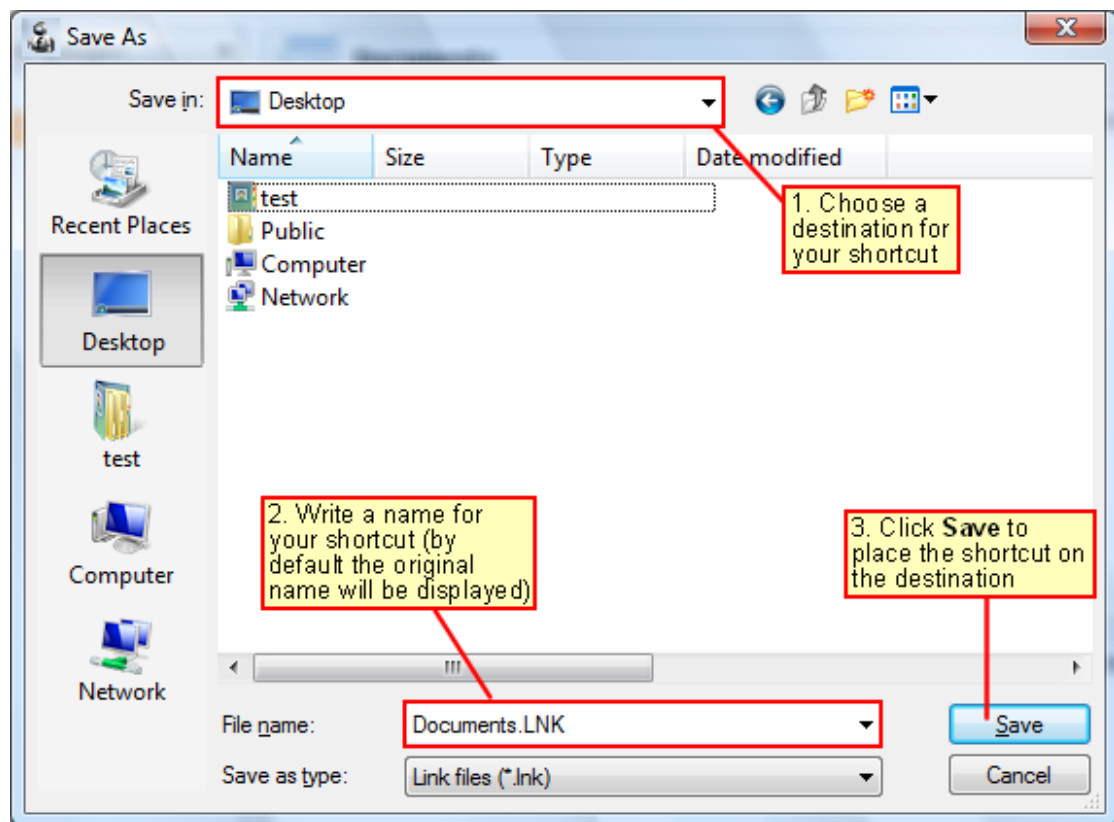 Save As
Save in:
Desktop
Name Size Type Date modified
test
Public
Computer
Network
Recent Places
Desktop
test
Computer
Network
1. Choose a
destination for
your shortcut
2. Write a name for
your shortcut (by
default the original
name will be displayed)
3. Click Save to
place the shortcut on
the destination
File name:
Documents.LNK
Save
Save as type:
Link files (*.lnk)
Cancel